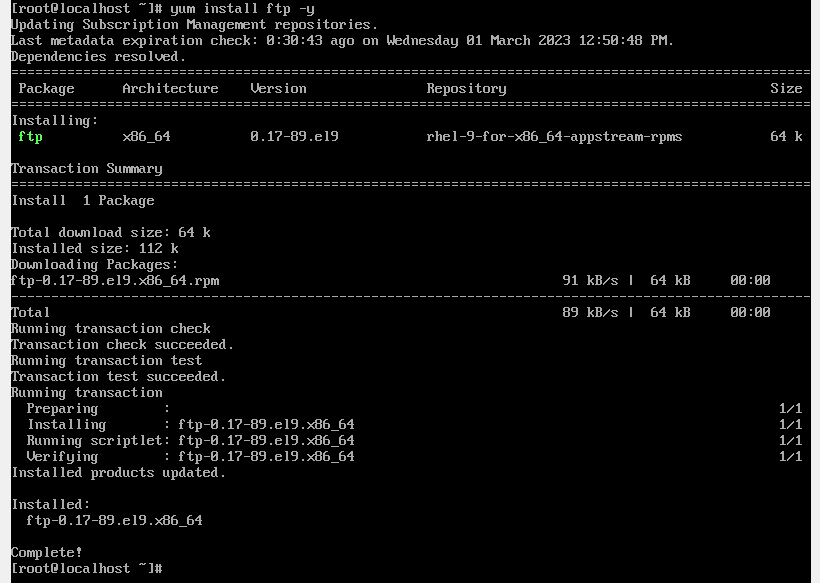 [root@localhost ~]# yum install ftp -y
Updating Subscription Management repositories.
Last metadata expiration check: 0:30:43 ago on Wednesday 01 March 2023 12:50:48 PM.
Dependencies resolved.
================================================================================
Package Architecture Version Repository Size
================================================================================
Installing:
ftp x86_64 0.17-89.el9 rhel-9-for-x86_64-appstream-rpms 64 k
Transaction Summary
================================================================================
Install 1 Package
Total download size: 64 k
Installed size: 112 k
Downloading Packages:
ftp-0.17-89.el9.x86_64.rpm 91 kB/s | 64 kB 00:00
--------------------------------------------------------------------------------
Total 89 kB/s | 64 kB 00:00
Running transaction check
Transaction check succeeded.
Running transaction test
Transaction test succeeded.
Running transaction
Preparing : 1/1
Installing : ftp-0.17-89.el9.x86_64 1/1
Running scriptlet: ftp-0.17-89.el9.x86_64 1/1
Verifying : ftp-0.17-89.el9.x86_64 1/1
Installed products updated.
Installed:
ftp-0.17-89.el9.x86_64
Complete!
[root@localhost ~]#